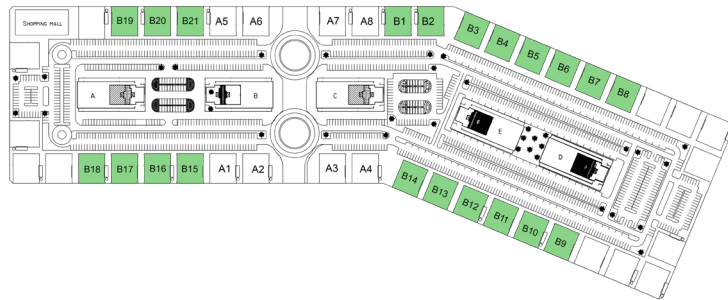 SHOPPING MALL
B19 B20 B21 A5 A6 A7 A8 B1 B2
B3 B4 B5 B6 B7 B8
A B C
E D
B18 B17 B16 B15 A1 A2 A3 A4
B14 B13 B12 B11 B10 B9